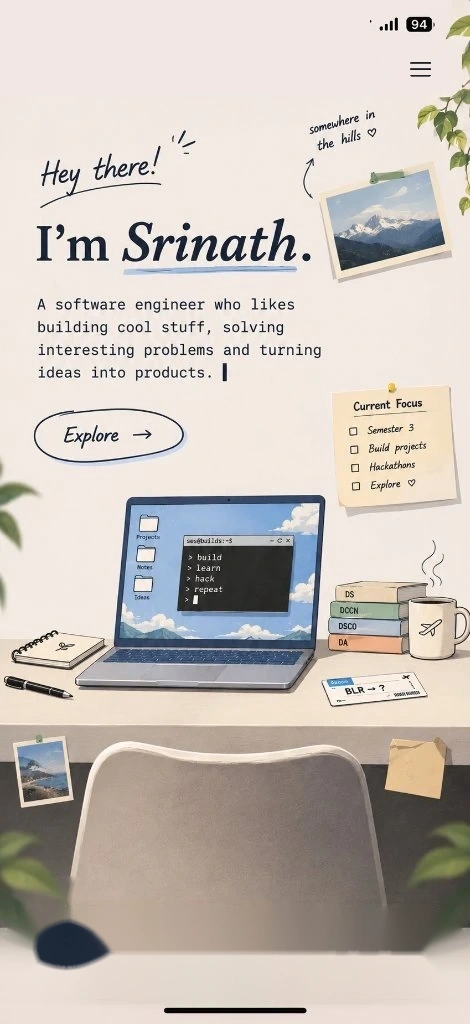 94
somewhere in
the hills ♡
Hey there!
I'm Srinath.
A software engineer who likes
building cool stuff, solving
interesting problems and turning
ideas into products.
Explore →
Current Focus
☐ Semester 3
☐ Build projects
☐ Hackathons
☐ Explore ♡
Projects
Notes
Ideas
> build
> learn
> hack
> repeat
>
DS
DCCN
DSCO
DA
BLR → ?